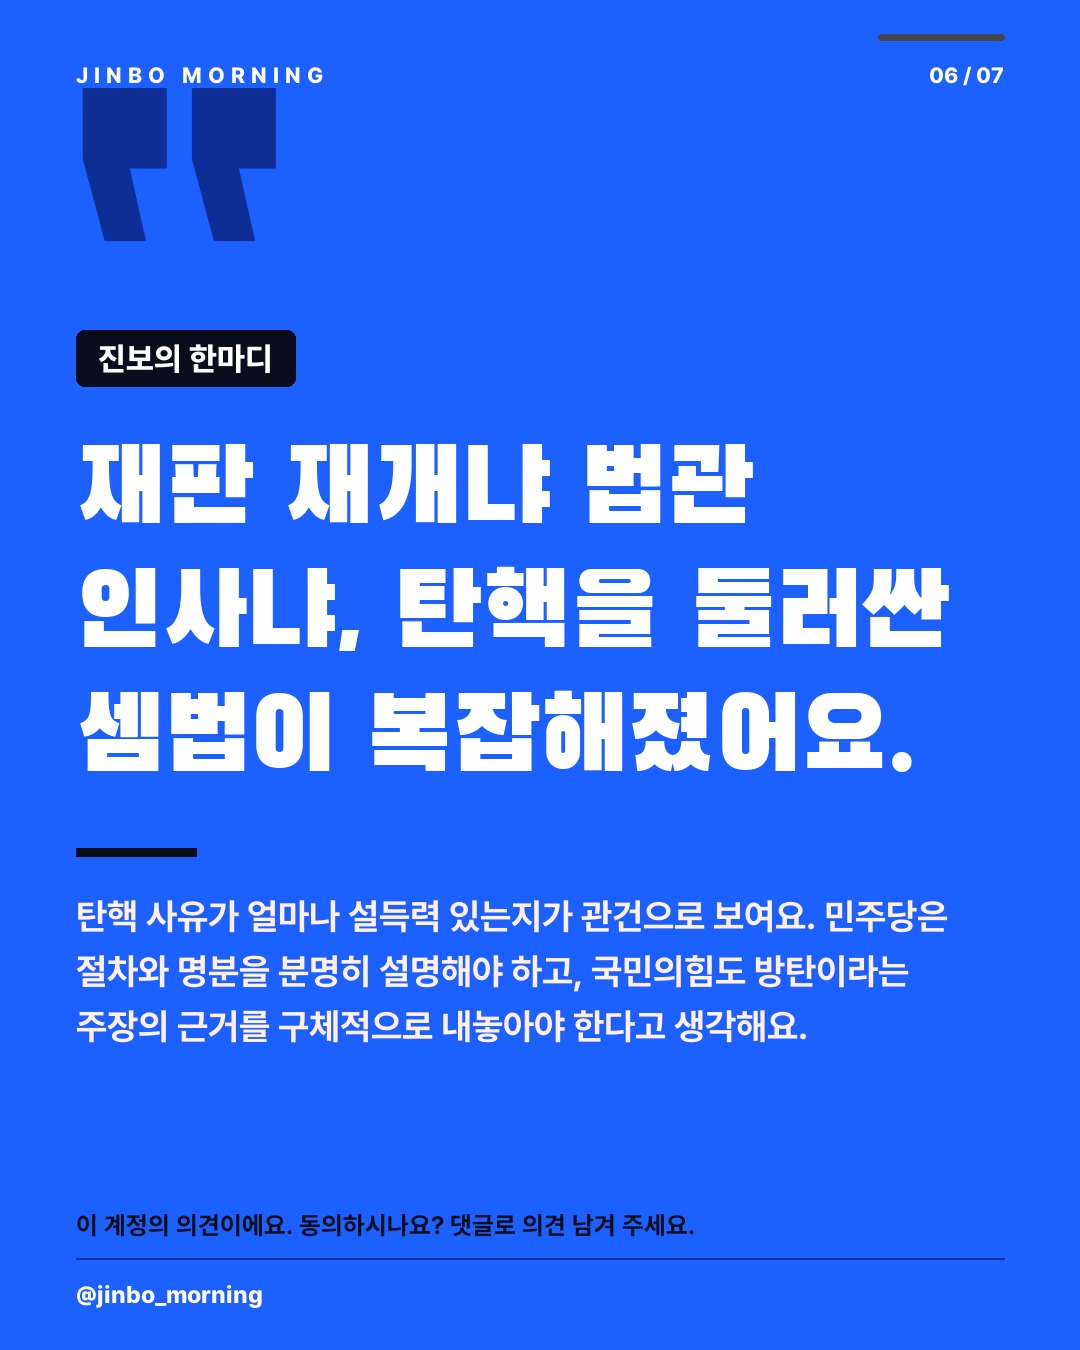 JINBO MORNING
06 / 07
진보의 한마디
재판 재개냐 법관
인사냐, 탄핵을 둘러싼
셈법이 복잡해졌어요.
탄핵 사유가 얼마나 설득력 있는지가 관건으로 보여요. 민주당은
절차와 명분을 분명히 설명해야 하고, 국민의힘도 방탄이라는
주장의 근거를 구체적으로 내놓아야 한다고 생각해요.
이 계정의 의견이에요. 동의하시나요? 댓글로 의견 남겨 주세요.
@jinbo_morning